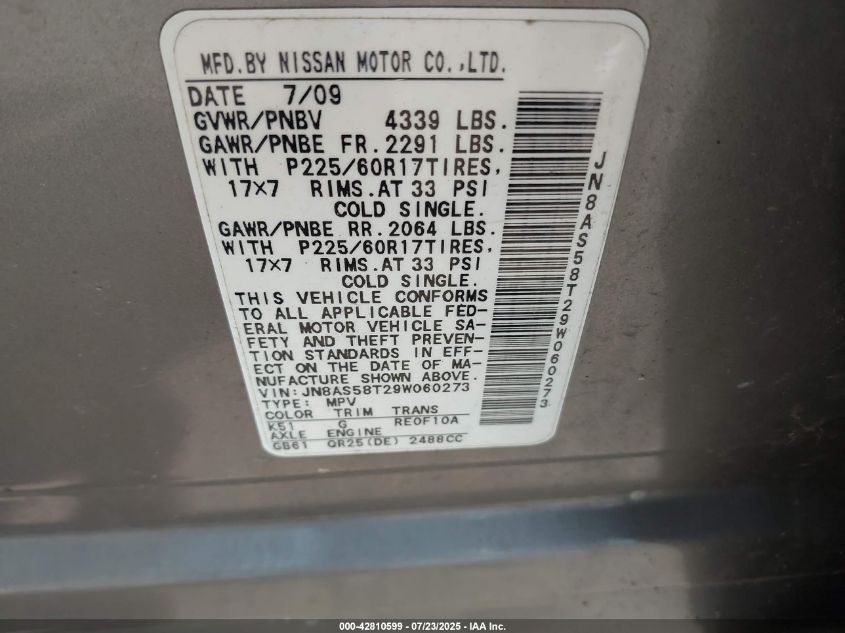 MFD.BY NISSAN MOTOR CO.,LTD.
DATE 7/09
GVWR/PNBV 4339 LBS.
GAWR/PNBE FR.2291 LBS.
WITH P225/60R17TIRES,
17×7 RIMS.AT 33 PSI
COLD SINGLE.
GAWR/PNBE RR.2064 LBS.
WITH P225/60R17TIRES,
17×7 RIMS.AT 33 PSI
COLD SINGLE.
THIS VEHICLE CONFORMS
TO ALL APPLICABLE FED-
ERAL MOTOR VEHICLE SA-
FETY AND THEFT PREVEN-
TION STANDARDS IN EFF-
ECT ON THE DATE OF MA-
NUFACTURE SHOWN ABOVE.
VIN:JN8AS58T29W060273
TYPE: MPV
COLOR TRIM TRANS
K51 G RE0F10A
AXLE ENGINE
GB61 QR25(DE) 2488CC
JN8AS58T29W060273
000-42810599 | 07/23/2025 - IAA Inc.